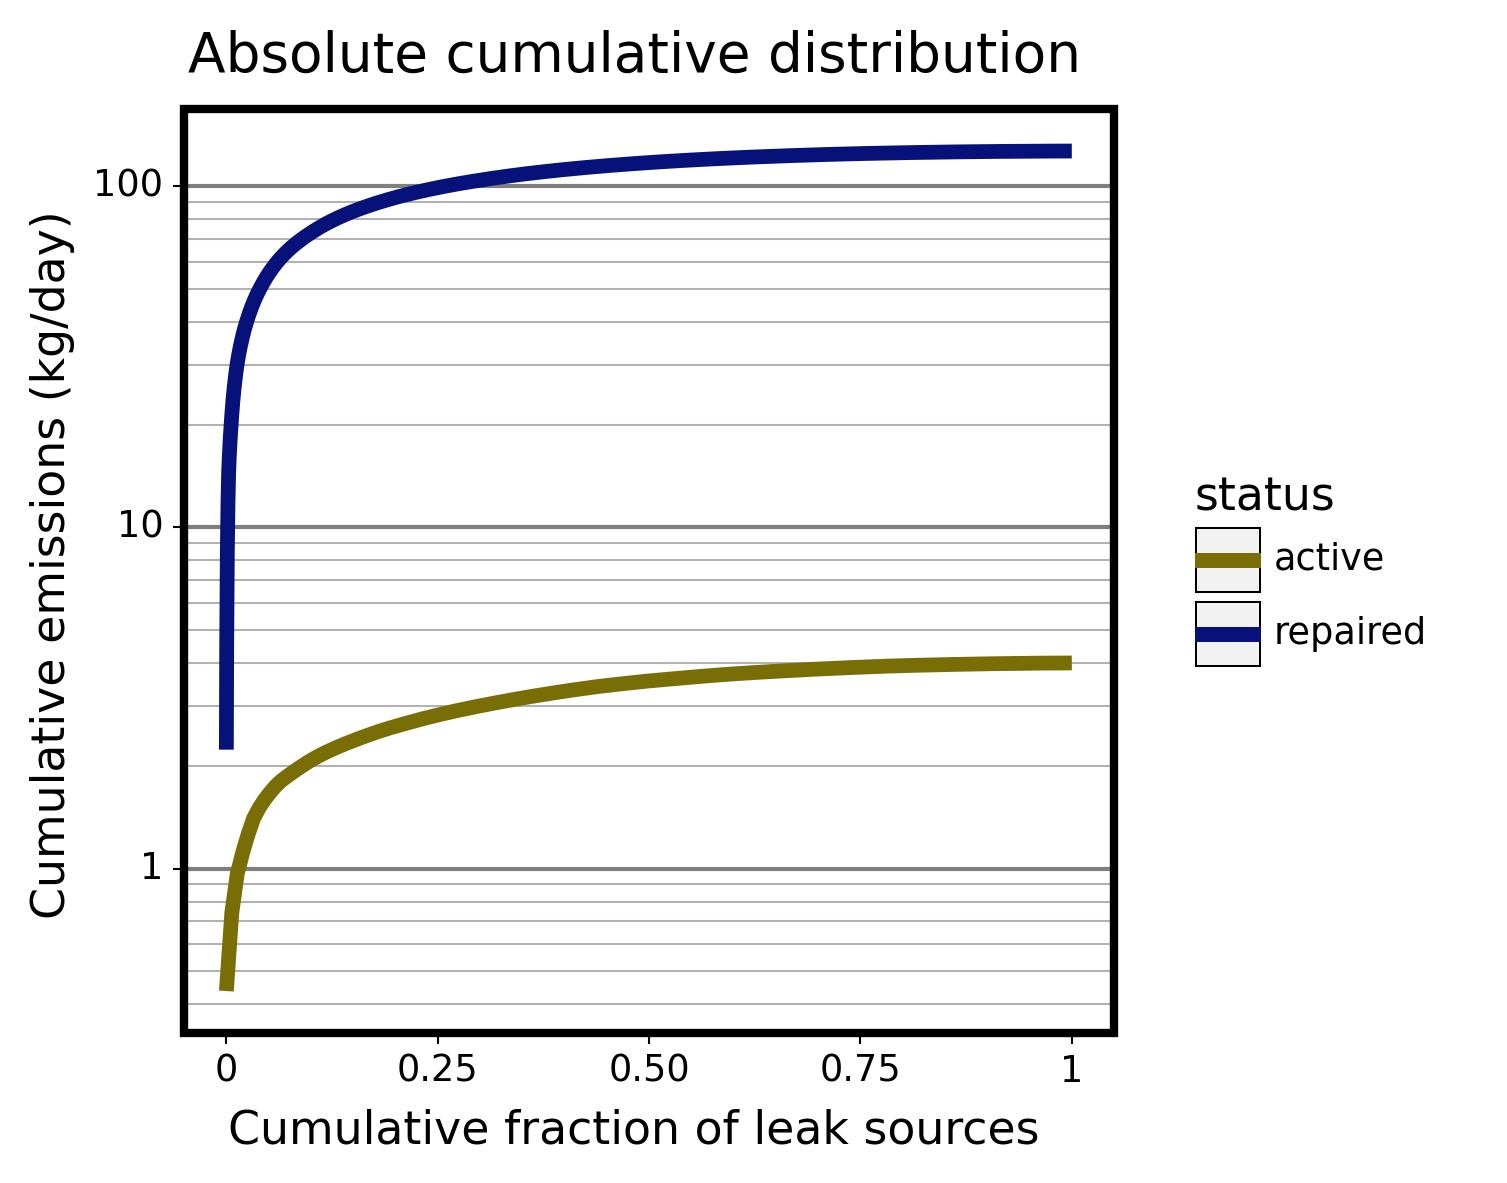 Absolute cumulative distribution
Cumulative emissions (kg/day)
100
10
1
0
0.25
0.50
0.75
1
Cumulative fraction of leak sources
status
active
repaired